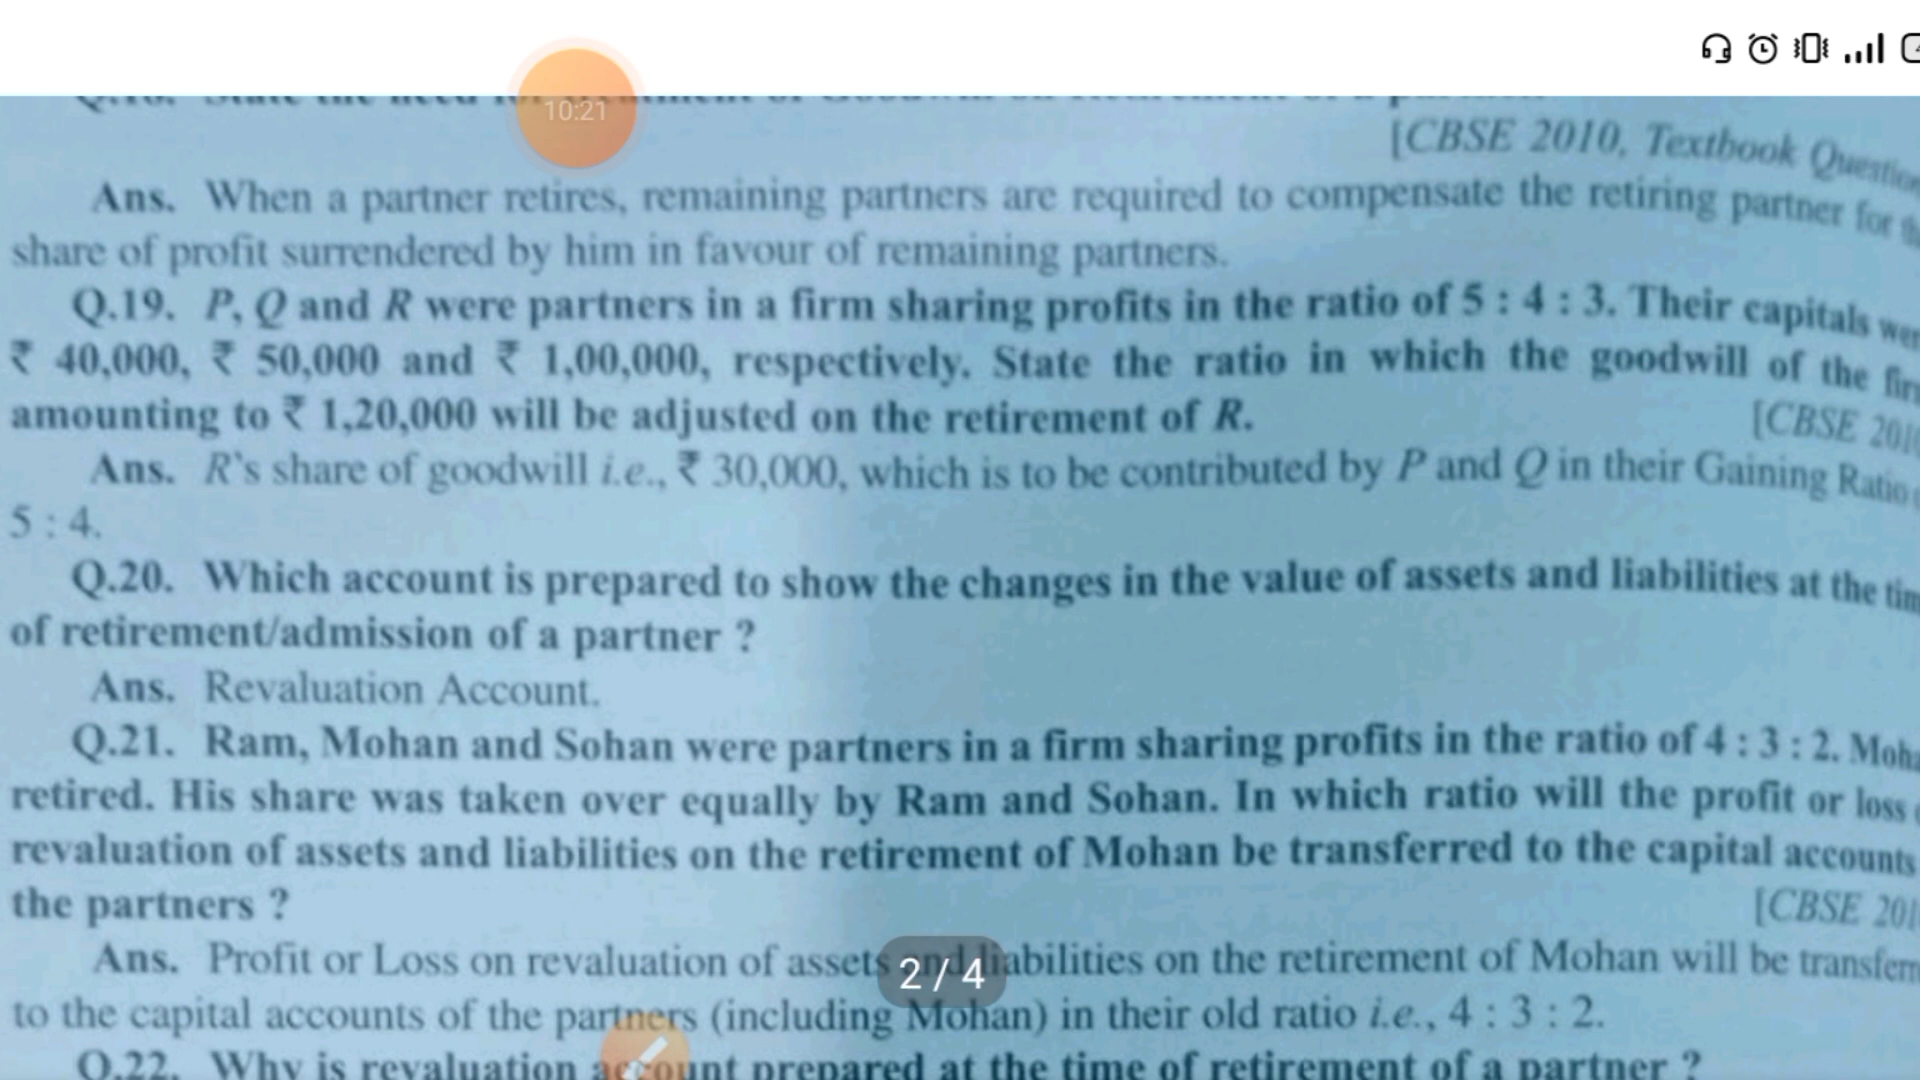 10:21
[CBSE 2010, Textbook Question
Ans. When a partner retires, remaining partners are required to compensate the retiring partner for
share of profit surrendered by him in favour of remaining partners.
Q.19. P, Q and R were partners in a firm sharing profits in the ratio of 5 : 4 : 3. Their capitals
₹ 40,000, ₹ 50,000 and ₹ 1,00,000, respectively. State the ratio in which the goodwill of the
amounting to ₹ 1,20,000 will be adjusted on the retirement of R.
[CBSE
Ans. R's share of goodwill i.e., ₹ 30,000, which is to be contributed by P and Q in their Gaining Ratio
5 : 4.
Q.20. Which account is prepared to show the changes in the value of assets and liabilities at the
of retirement/admission of a partner ?
Ans. Revaluation Account.
Q.21. Ram, Mohan and Sohan were partners in a firm sharing profits in the ratio of 4 : 3 : 2.
retired. His share was taken over equally by Ram and Sohan. In which ratio will the profit or loss
revaluation of assets and liabilities on the retirement of Mohan be transferred to the capital accounts
the partners ?
[CBSE
Ans. Profit or Loss on revaluation of assets on the retirement of Mohan will be
2 / 4
to the capital accounts of the partners (including Mohan) in their old ratio i.e., 4 : 3 : 2.
Q.22. Why is revaluation account prepared at the time of retirement of a partner ?